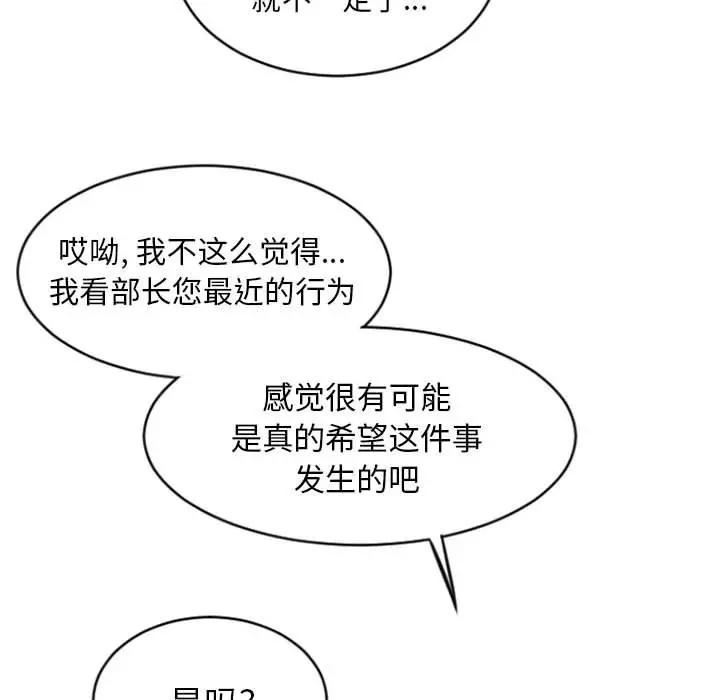 就不一定了...
哎呦, 我不这么觉得...
我看部长您最近的行为
感觉很有可能
是真的希望这件事
发生的吧
是吗?